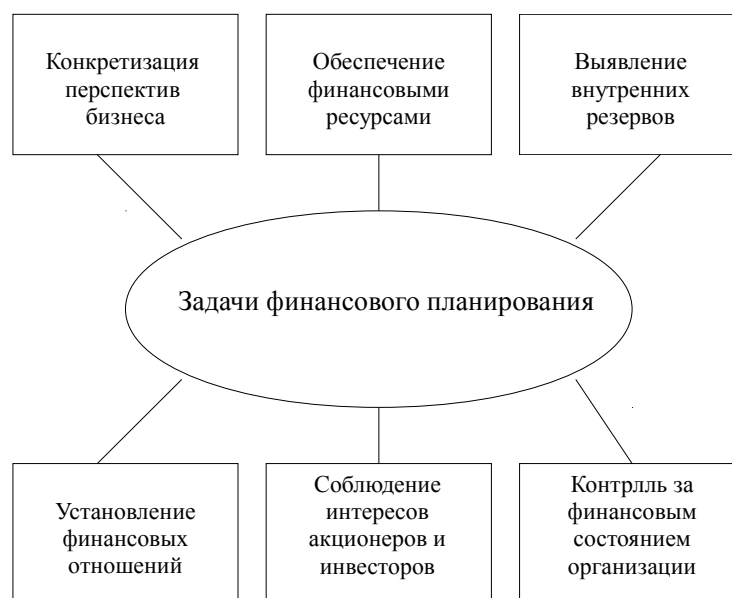 Конкретизация
перспектив
бизнеса
Обеспечение
финансовыми
ресурсами
Выявление
внутренних
резервов
Задачи финансового планирования
Установление
финансовых
отношений
Соблюдение
интересов
акционеров и
инвесторов
Контрлль за
финансовым
состоянием
организации